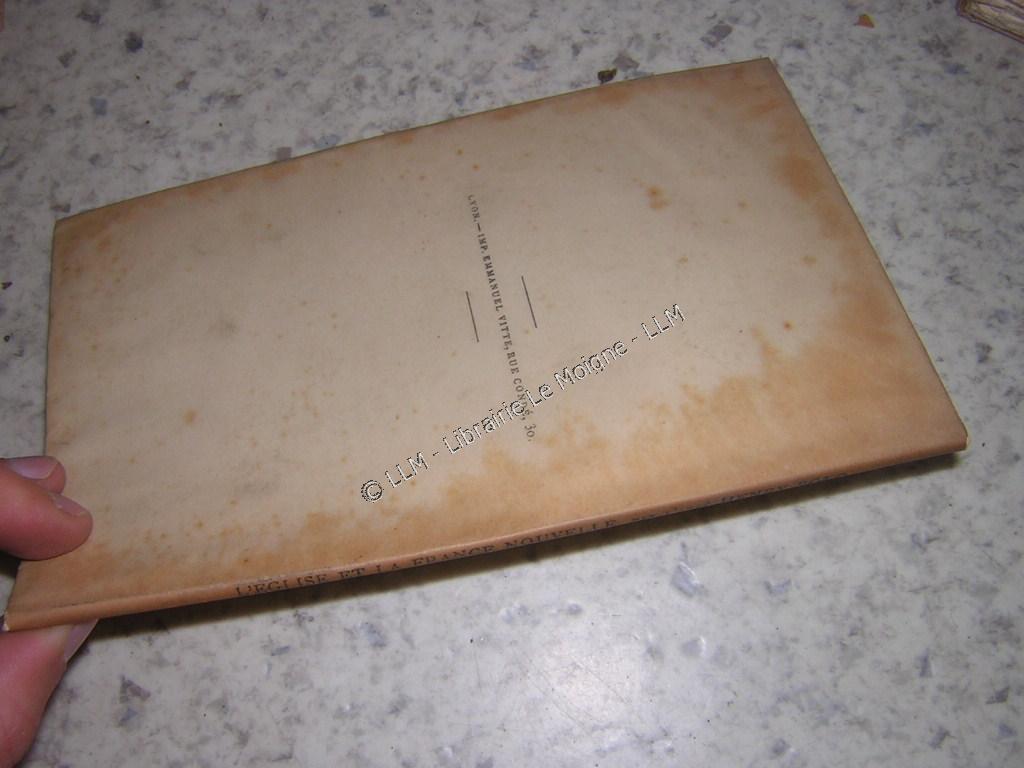 LYON. — IMP. EMMANUEL VITTE, RUE CONDÉ, 30.
© LLM - Librairie Le Moigne - LLM
L'ÉGLISE ET LA FRANCE NOUVELLE